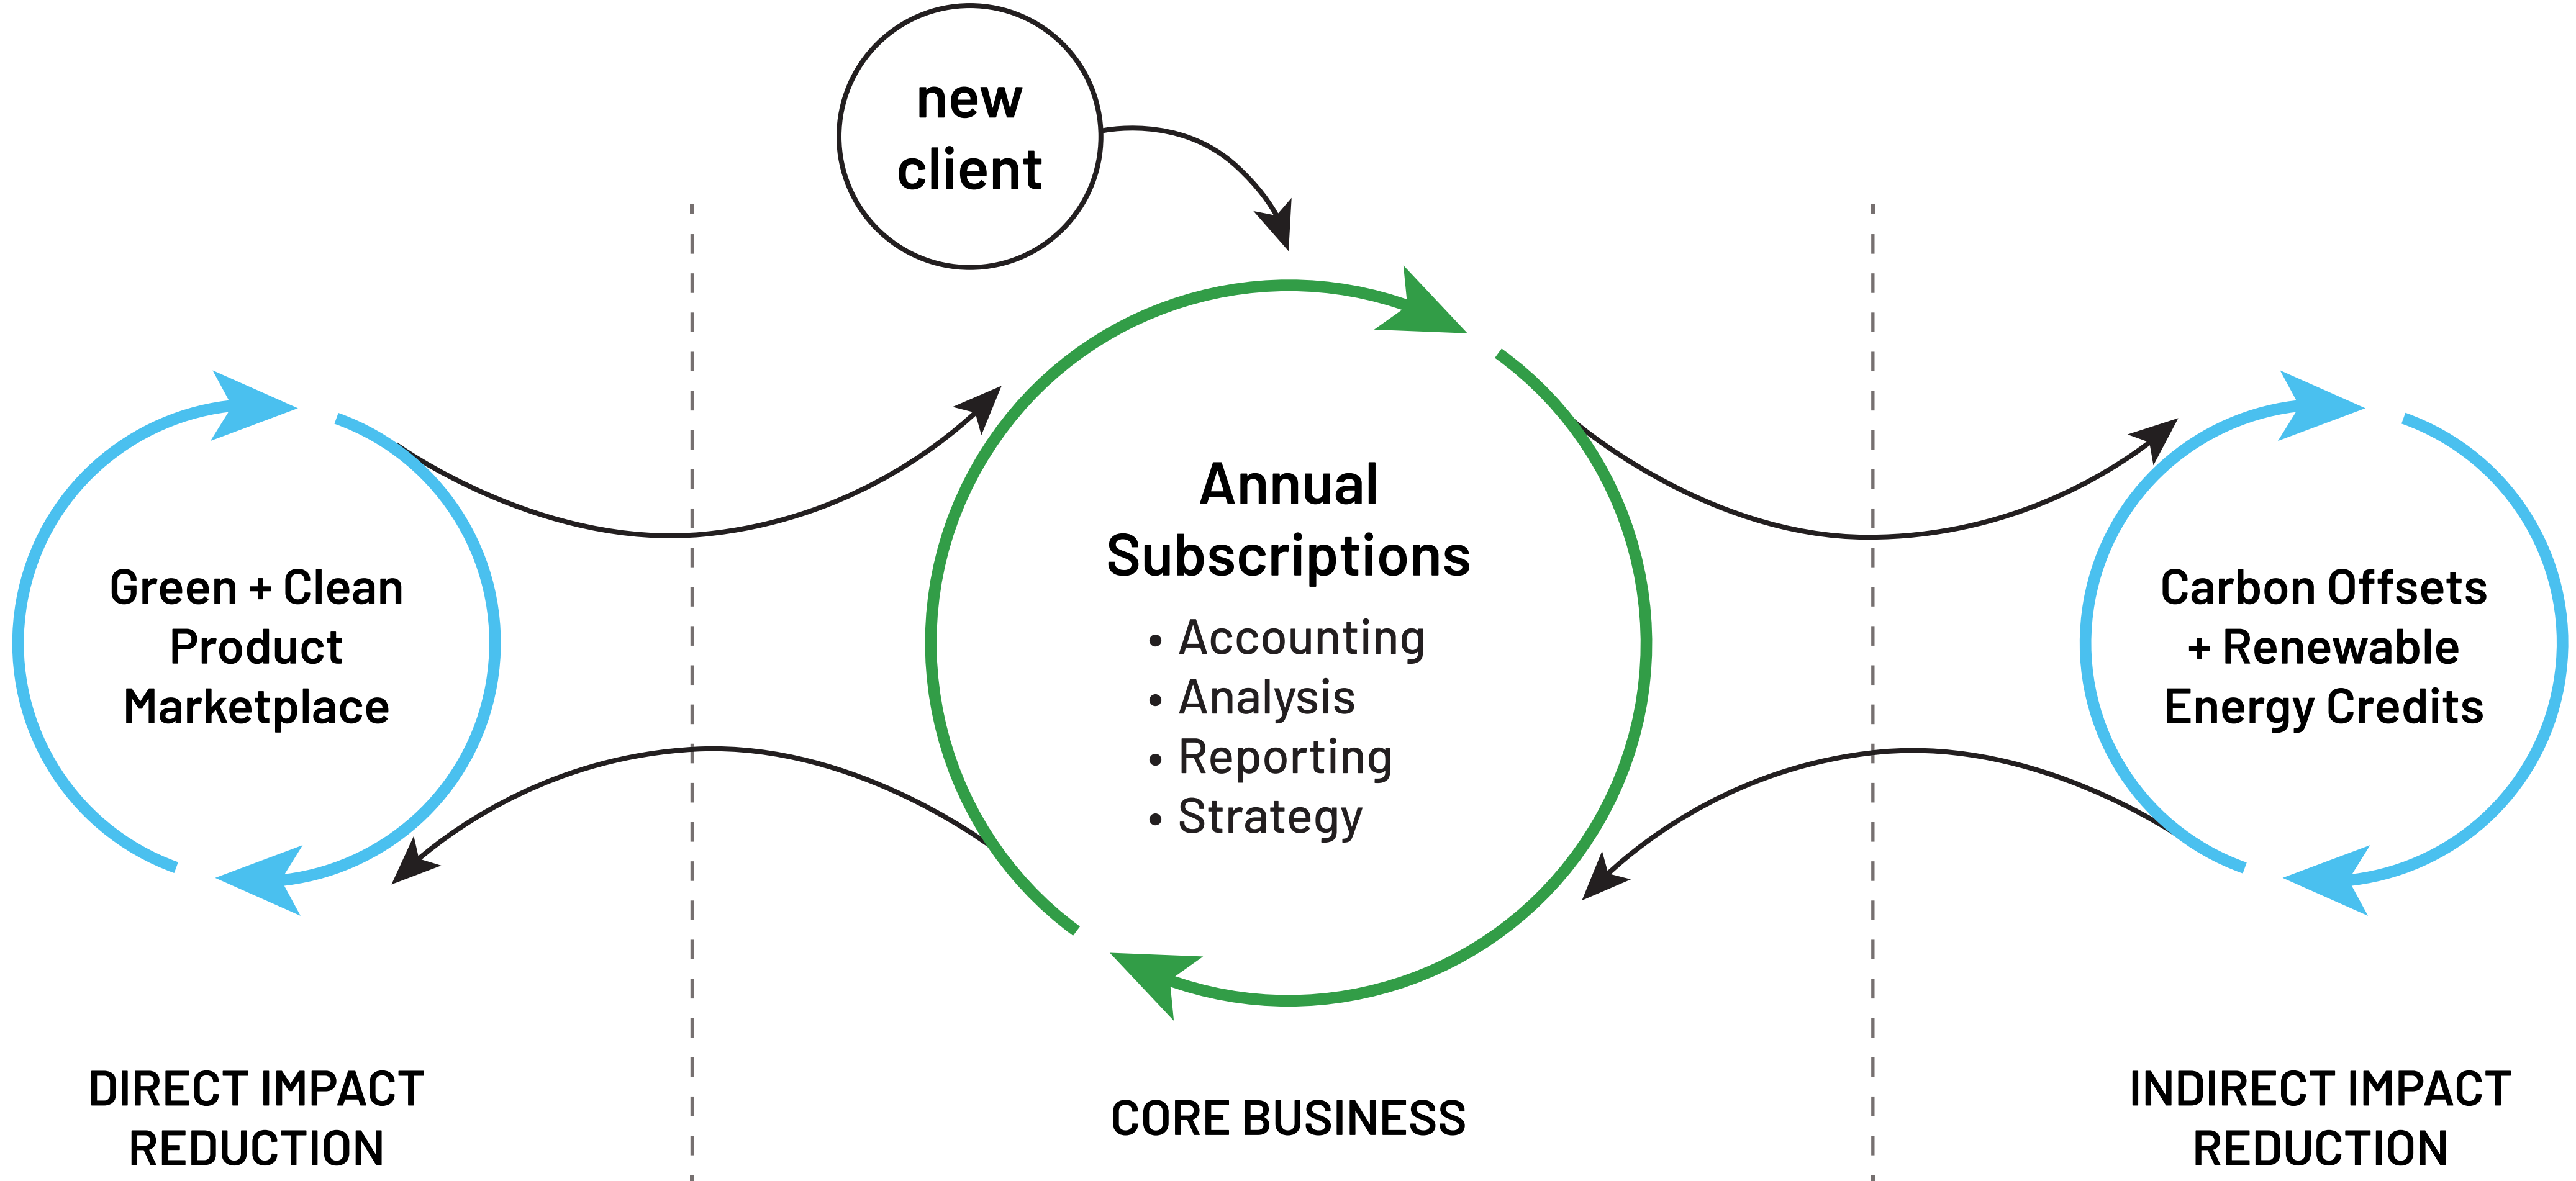 new
client
Green + Clean
Product
Marketplace
Annual
Subscriptions
• Accounting
• Analysis
• Reporting
• Strategy
Carbon Offsets
+ Renewable
Energy Credits
DIRECT IMPACT
REDUCTION
CORE BUSINESS
INDIRECT IMPACT
REDUCTION